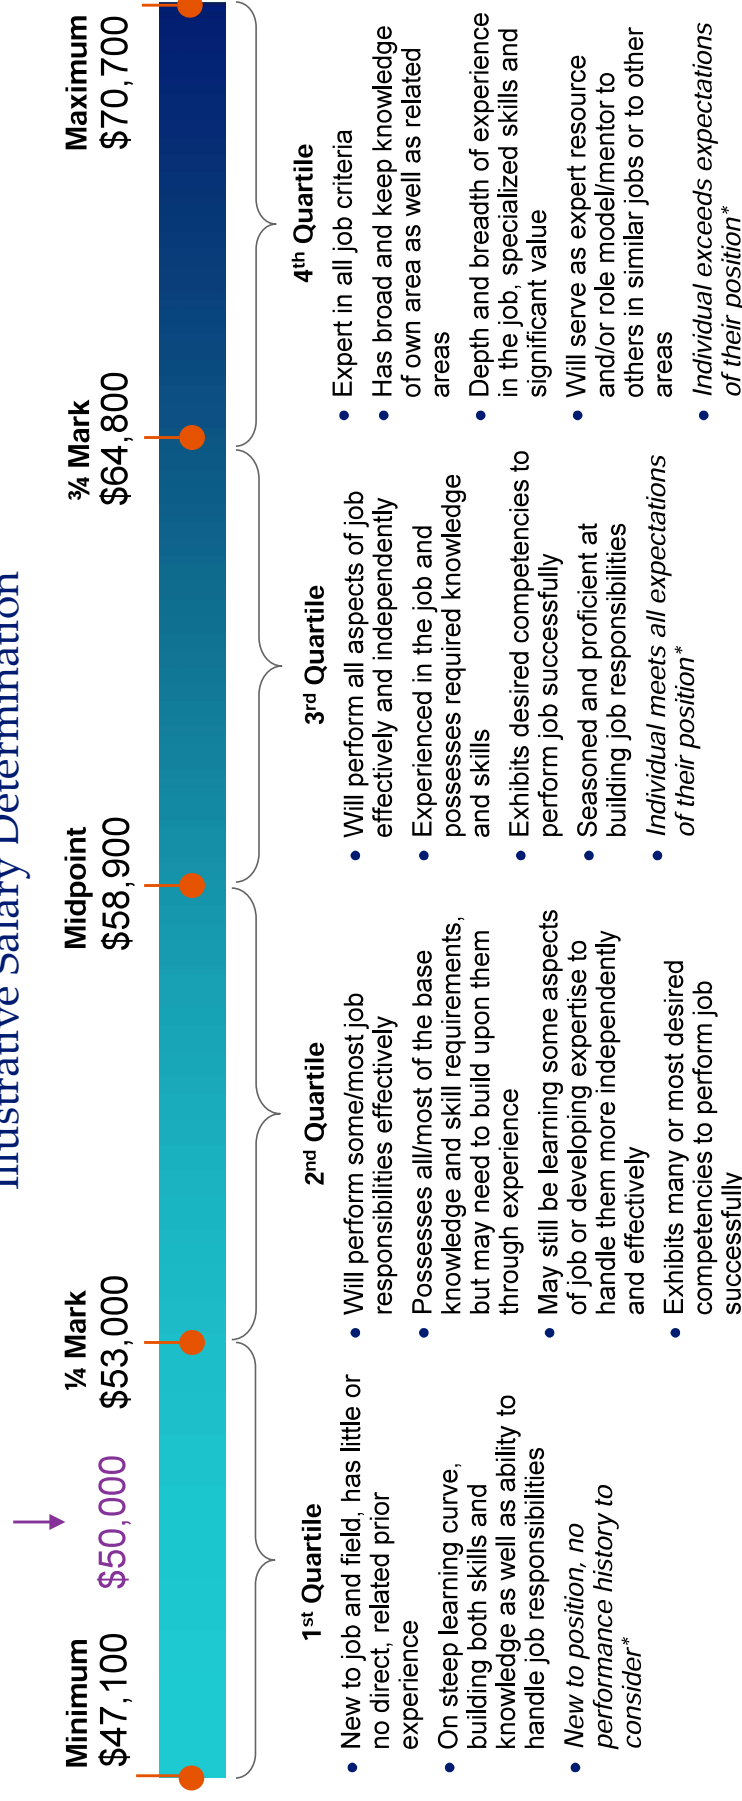 Illustrative Salary Determination
Minimum
$47,100
$50,000
¼ Mark
$53,000
Midpoint
$58,900
¾ Mark
$64,800
Maximum
$70,700
1st Quartile
• New to job and field, has little or
no direct, related prior
experience
• On steep learning curve,
building both skills and
knowledge as well as ability to
handle job responsibilities
• New to position, no
performance history to
consider*
2nd Quartile
• Will perform some/most job
responsibilities effectively
• Possesses all/most of the base
knowledge and skill requirements,
but may need to build upon them
through experience
• May still be learning some aspects
of job or developing expertise to
handle them more independently
and effectively
• Exhibits many or most desired
competencies to perform job
successfully
3rd Quartile
• Will perform all aspects of job
effectively and independently
• Experienced in the job and
possesses required knowledge
and skills
• Exhibits desired competencies to
perform job successfully
• Seasoned and proficient at
building job responsibilities
• Individual meets all expectations
of their position*
4th Quartile
• Expert in all job criteria
• Has broad and keep knowledge
of own area as well as related
areas
• Depth and breadth of experience
in the job, specialized skills and
significant value
• Will serve as expert resource
and/or role model/mentor to
others in similar jobs or to other
areas
• Individual exceeds expectations
of their position*